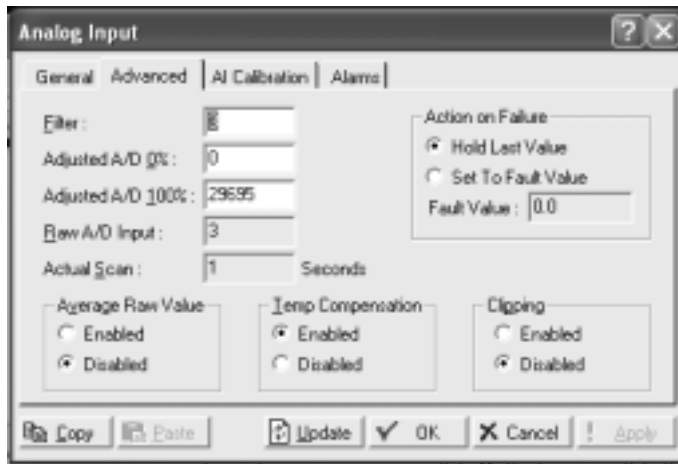 Analog Input
General Advanced AI Calibration Alarms
Filter :
Adjusted A/D 0% : 0
Adjusted A/D 100% : 29695
Raw A/D Input : 3
Actual Scan : 1 Seconds
Action on Failure
Hold Last Value
Set To Fault Value
Fault Value : 0.0
Average Raw Value
Enabled
Disabled
Temp Compensation
Enabled
Disabled
Clipping
Enabled
Disabled
Copy Paste Update OK Cancel Apply